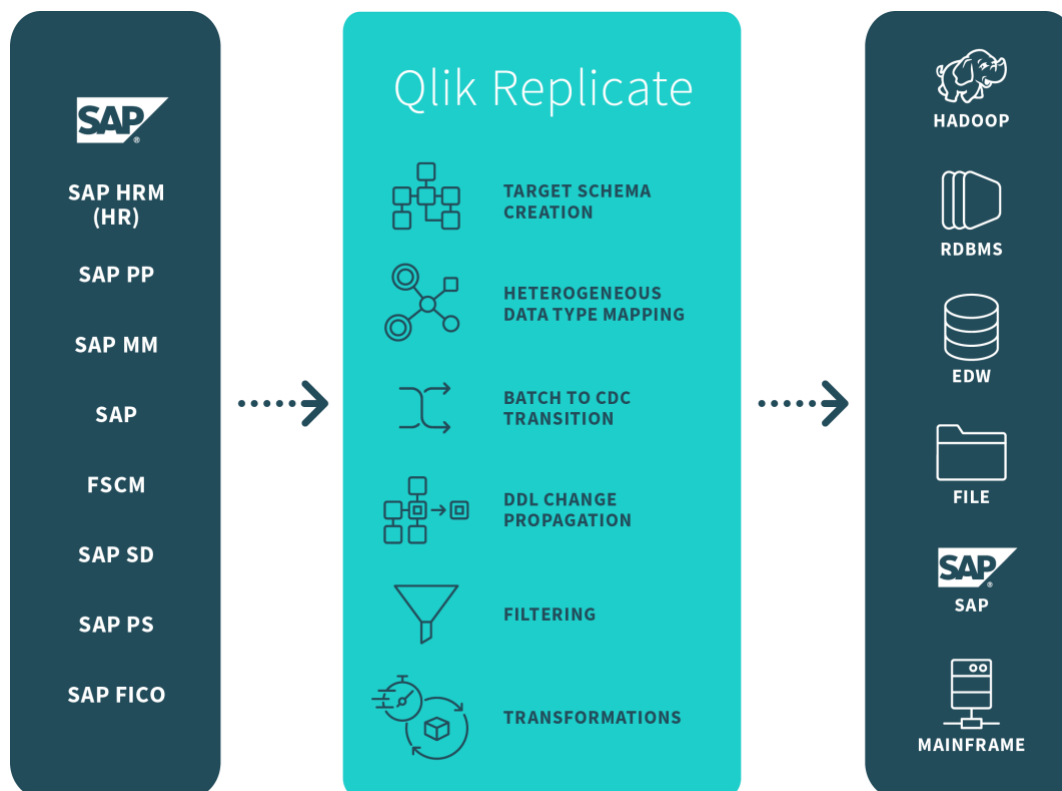 SAP
SAP HRM
(HR)
SAP PP
SAP MM
SAP
FSCM
SAP SD
SAP PS
SAP FICO
Qlik Replicate
TARGET SCHEMA
CREATION
HETEROGENEOUS
DATA TYPE MAPPING
BATCH TO CDC
TRANSITION
DDL CHANGE
PROPAGATION
FILTERING
TRANSFORMATIONS
HADOOP
RDBMS
EDW
FILE
SAP
SAP
MAINFRAME